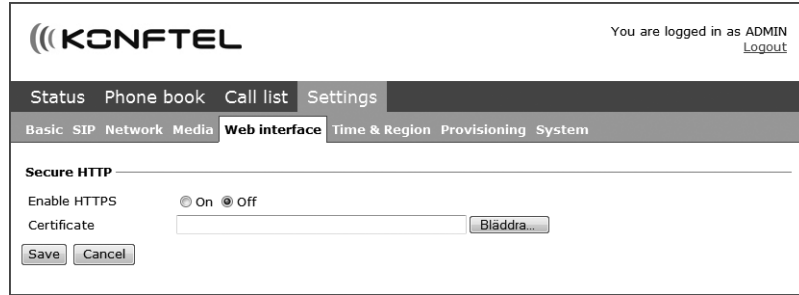 KONFTEL
You are logged in as ADMIN
Logout
Status Phone book Call list Settings
Basic SIP Network Media Web interface Time & Region Provisioning System
Secure HTTP
Enable HTTPS On Off
Certificate Bläddra...
Save Cancel